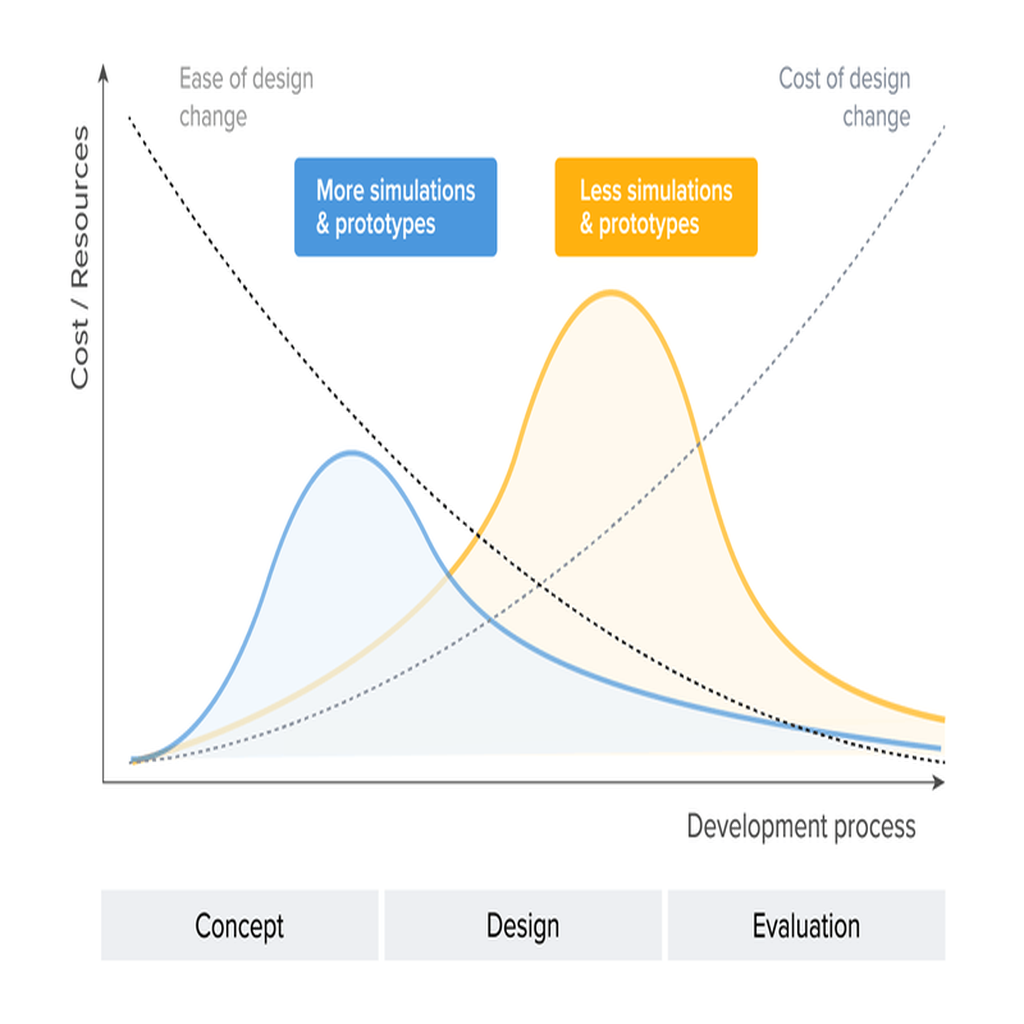 Ease of design
change
Cost of design
change
More simulations
& prototypes
Less simulations
& prototypes
Cost / Resources
Development process
Concept
Design
Evaluation